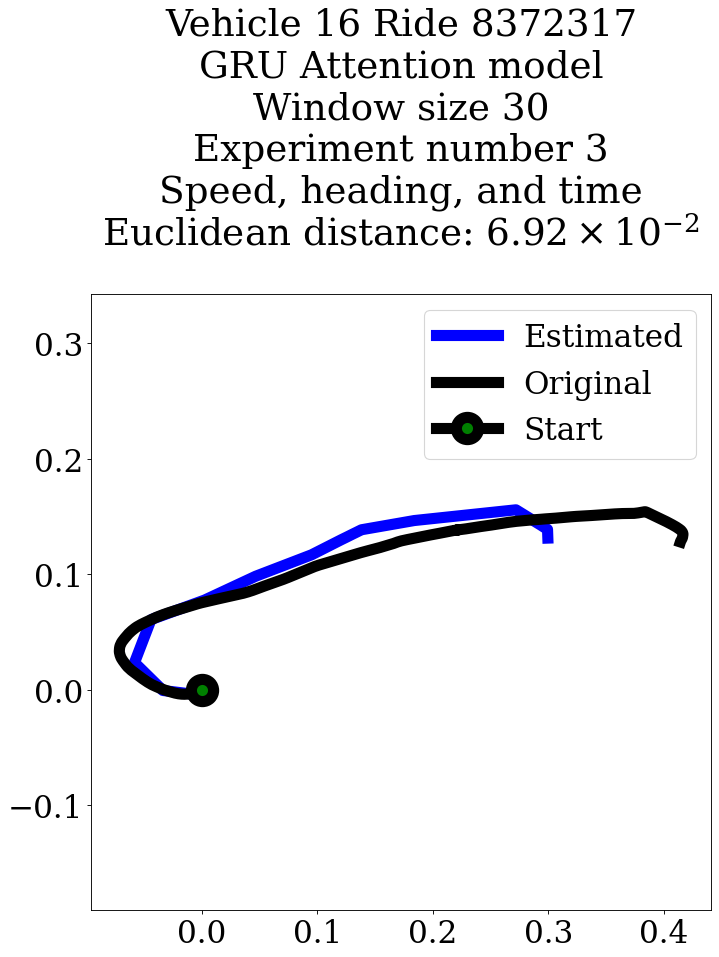 Vehicle 16 Ride 8372317
GRU Attention model
Window size 30
Experiment number 3
Speed, heading, and time
Euclidean distance: 6.92 × 10⁻²
Estimated
Original
Start
0.3
0.2
0.1
0.0
−0.1
0.0 0.1 0.2 0.3 0.4